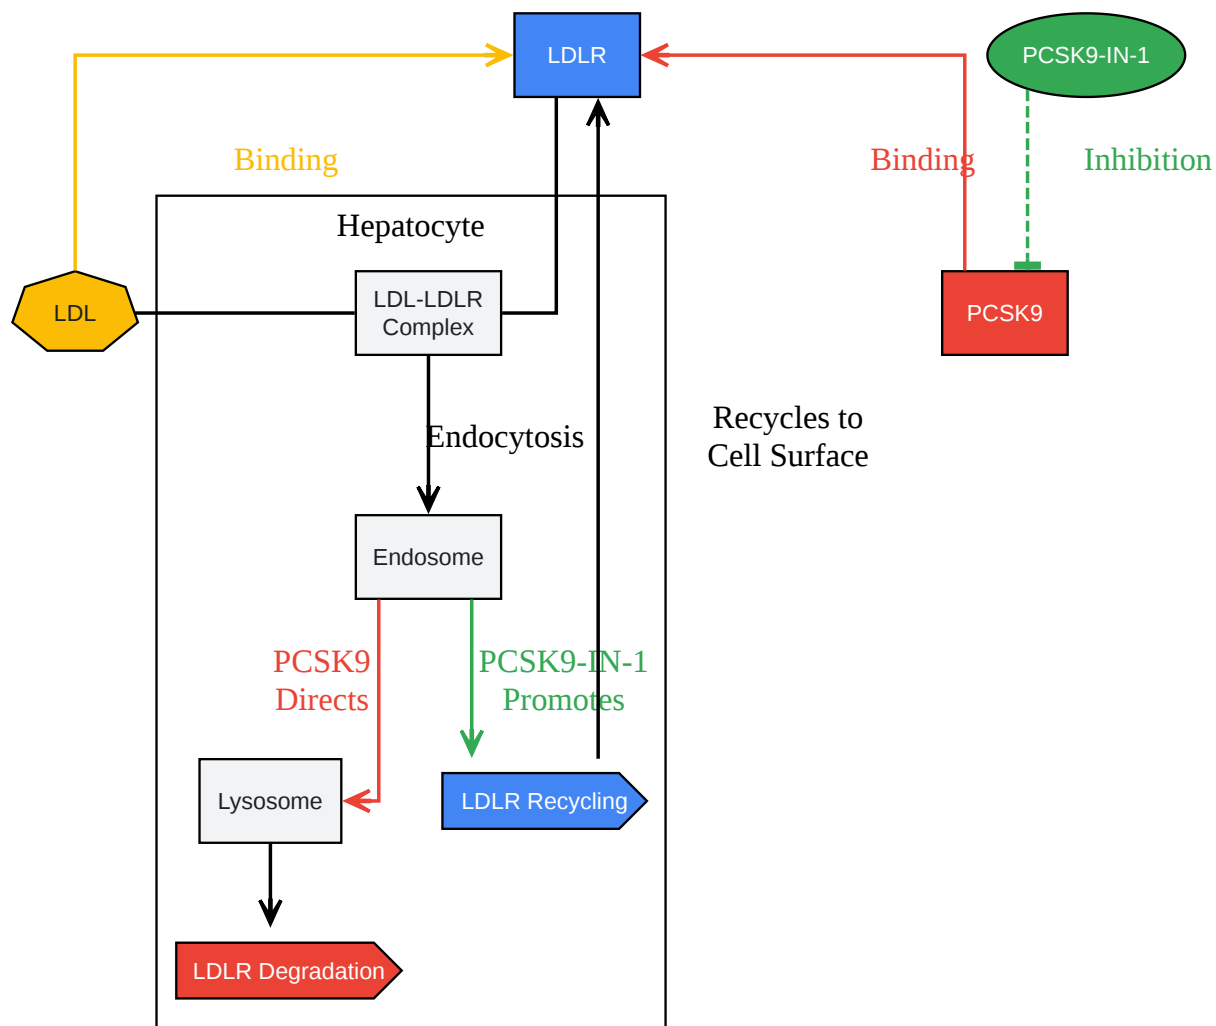 LDLR
PCSK9-IN-1
Binding
Binding
Inhibition
Hepatocyte
LDL
LDL-LDLR
Complex
PCSK9
Recycles to
Cell Surface
Endocytosis
Endosome
PCSK9
Directs
PCSK9-IN-1
Promotes
Lysosome
LDLR Recycling
LDLR Degradation